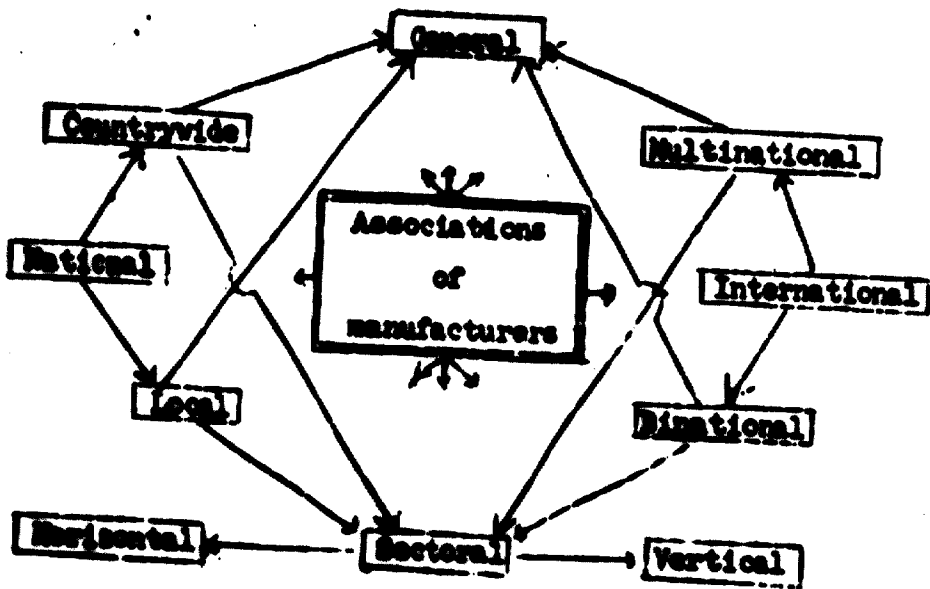 General
Countrywide
Multinational
Associations
of
manufacturers
National
International
Local
Binational
Horizontal
Sectoral
Vertical